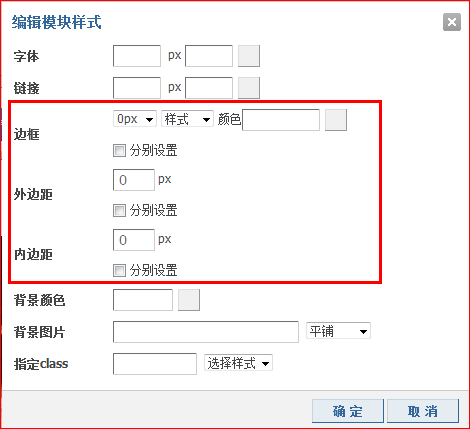 编辑模块样式
字体 px
链接 px
边框 0px 样式 颜色
分别设置
外边距 0 px
分别设置
内边距 0 px
分别设置
背景颜色
背景图片 平铺
指定class 选择样式
确定 取消